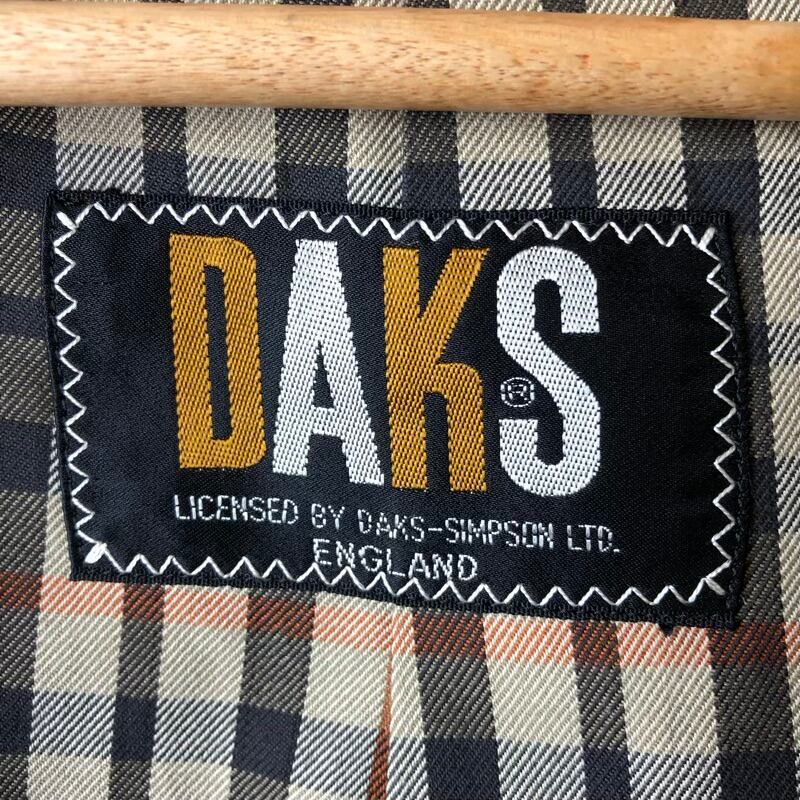 DAKS®
LICENSED BY DAKS-SIMPSON LTD.
ENGLAND